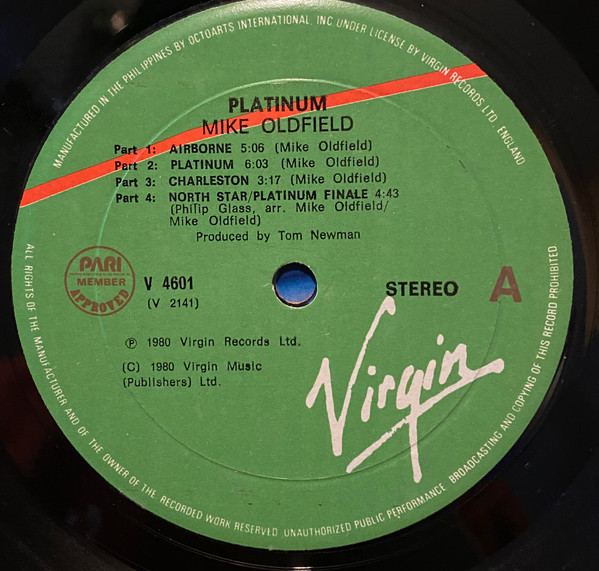 MANUFACTURED IN THE PHILIPPINES BY OCTOARTS INTERNATIONAL, INC UNDER LICENSE BY VIRGIN RECORDS LTD. ENGLAND
PLATINUM
MIKE OLDFIELD
Part 1: AIRBORNE 5:06 (Mike Oldfield)
Part 2: PLATINUM 6:03 (Mike Oldfield)
Part 3: CHARLESTON 3:17 (Mike Oldfield)
Part 4: NORTH STAR/PLATINUM FINALE 4:43
(Philip Glass, arr. Mike Oldfield/
Mike Oldfield)
Produced by Tom Newman
PARI
MEMBER
APPROVED
V 4601
(V 2141)
STEREO A
℗ 1980 Virgin Records Ltd.
(C) 1980 Virgin Music
(Publishers) Ltd.
Virgin
ALL RIGHTS OF THE MANUFACTURER AND OF THE OWNER OF THE RECORDED WORK RESERVED. UNAUTHORIZED PUBLIC PERFORMANCE, BROADCASTING AND COPYING OF THIS RECORD PROHIBITED